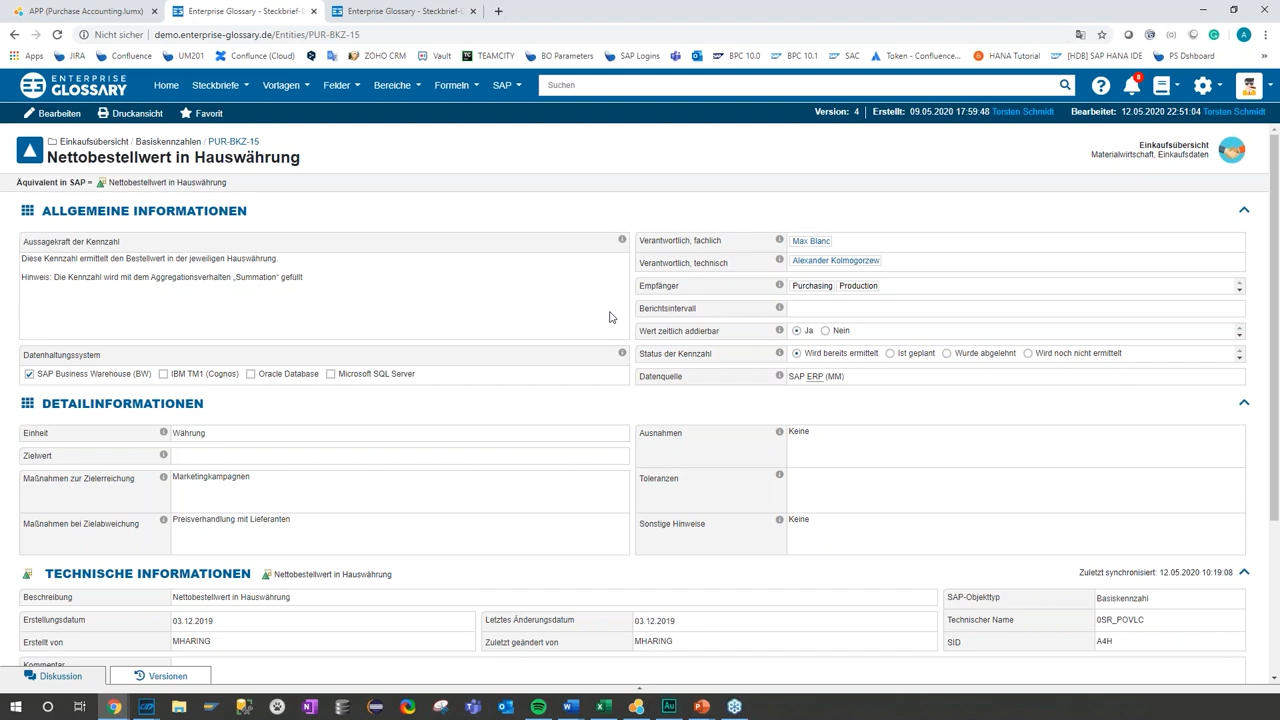 APP (Purchase Accounting.lumx)
Enterprise Glossary - Steckbrief-D
Enterprise Glossary - Steckbrief-D
Nicht sicher
demo.enterprise-glossary.de/Entities/PUR-BKZ-15
Apps
JIRA
Confluence
UM201
Conflunce (Cloud)
ZOHO CRM
Vault
TEAMCITY
BO Parameters
SAP Logins
BPC 10.0
BPC 10.1
SAC
Token - Confluence...
HANA Tutorial
[HDB] SAP HANA IDE
PS Dshboard
ENTERPRISE
GLOSSARY
Home
Steckbriefe
Vorlagen
Felder
Bereiche
Formeln
SAP
Suchen
8
A
Bearbeiten
Druckansicht
Favorit
Version: 4
Erstellt: 09.05.2020 17:59:48 Torsten Schmidt
Bearbeitet: 12.05.2020 22:51:04 Torsten Schmidt
Einkaufsübersicht / Basiskennzahlen / PUR-BKZ-15
Nettobestellwert in Hauswährung
Einkaufsübersicht
Materialwirtschaft, Einkaufsdaten
Äquivalent in SAP = Nettobestellwert in Hauswährung
ALLGEMEINE INFORMATIONEN
Aussagekraft der Kennzahl
Diese Kennzahl ermittelt den Bestellwert in der jeweiligen Hauswährung.
Hinweis: Die Kennzahl wird mit dem Aggregationsverhalten „Summation“ gefüllt
Datenhaltungssystem
SAP Business Warehouse (BW)
IBM TM1 (Cognos)
Oracle Database
Microsoft SQL Server
Verantwortlich, fachlich
Max Blanc
Verantwortlich, technisch
Alexander Kolmogorzew
Empfänger
Purchasing
Production
Berichtsintervall
Wert zeitlich addierbar
Ja
Nein
Status der Kennzahl
Wird bereits ermittelt
Ist geplant
Wurde abgelehnt
Wird noch nicht ermittelt
Datenquelle
SAP ERP (MM)
DETAILINFORMATIONEN
Einheit
Währung
Zielwert
Maßnahmen zur Zielerreichung
Marketingkampagnen
Maßnahmen bei Zielabweichung
Preisverhandlung mit Lieferanten
Ausnahmen
Keine
Toleranzen
Sonstige Hinweise
Keine
TECHNISCHE INFORMATIONEN
Nettobestellwert in Hauswährung
Zuletzt synchronisiert: 12.05.2020 10:19:08
Beschreibung
Nettobestellwert in Hauswährung
SAP-Objekttyp
Basiskennzahl
Erstellungsdatum
03.12.2019
Letztes Änderungsdatum
03.12.2019
Technischer Name
0SR_POVLC
Erstellt von
MHARING
Zuletzt geändert von
MHARING
SID
A4H
Kommentar
Diskussion
Versionen